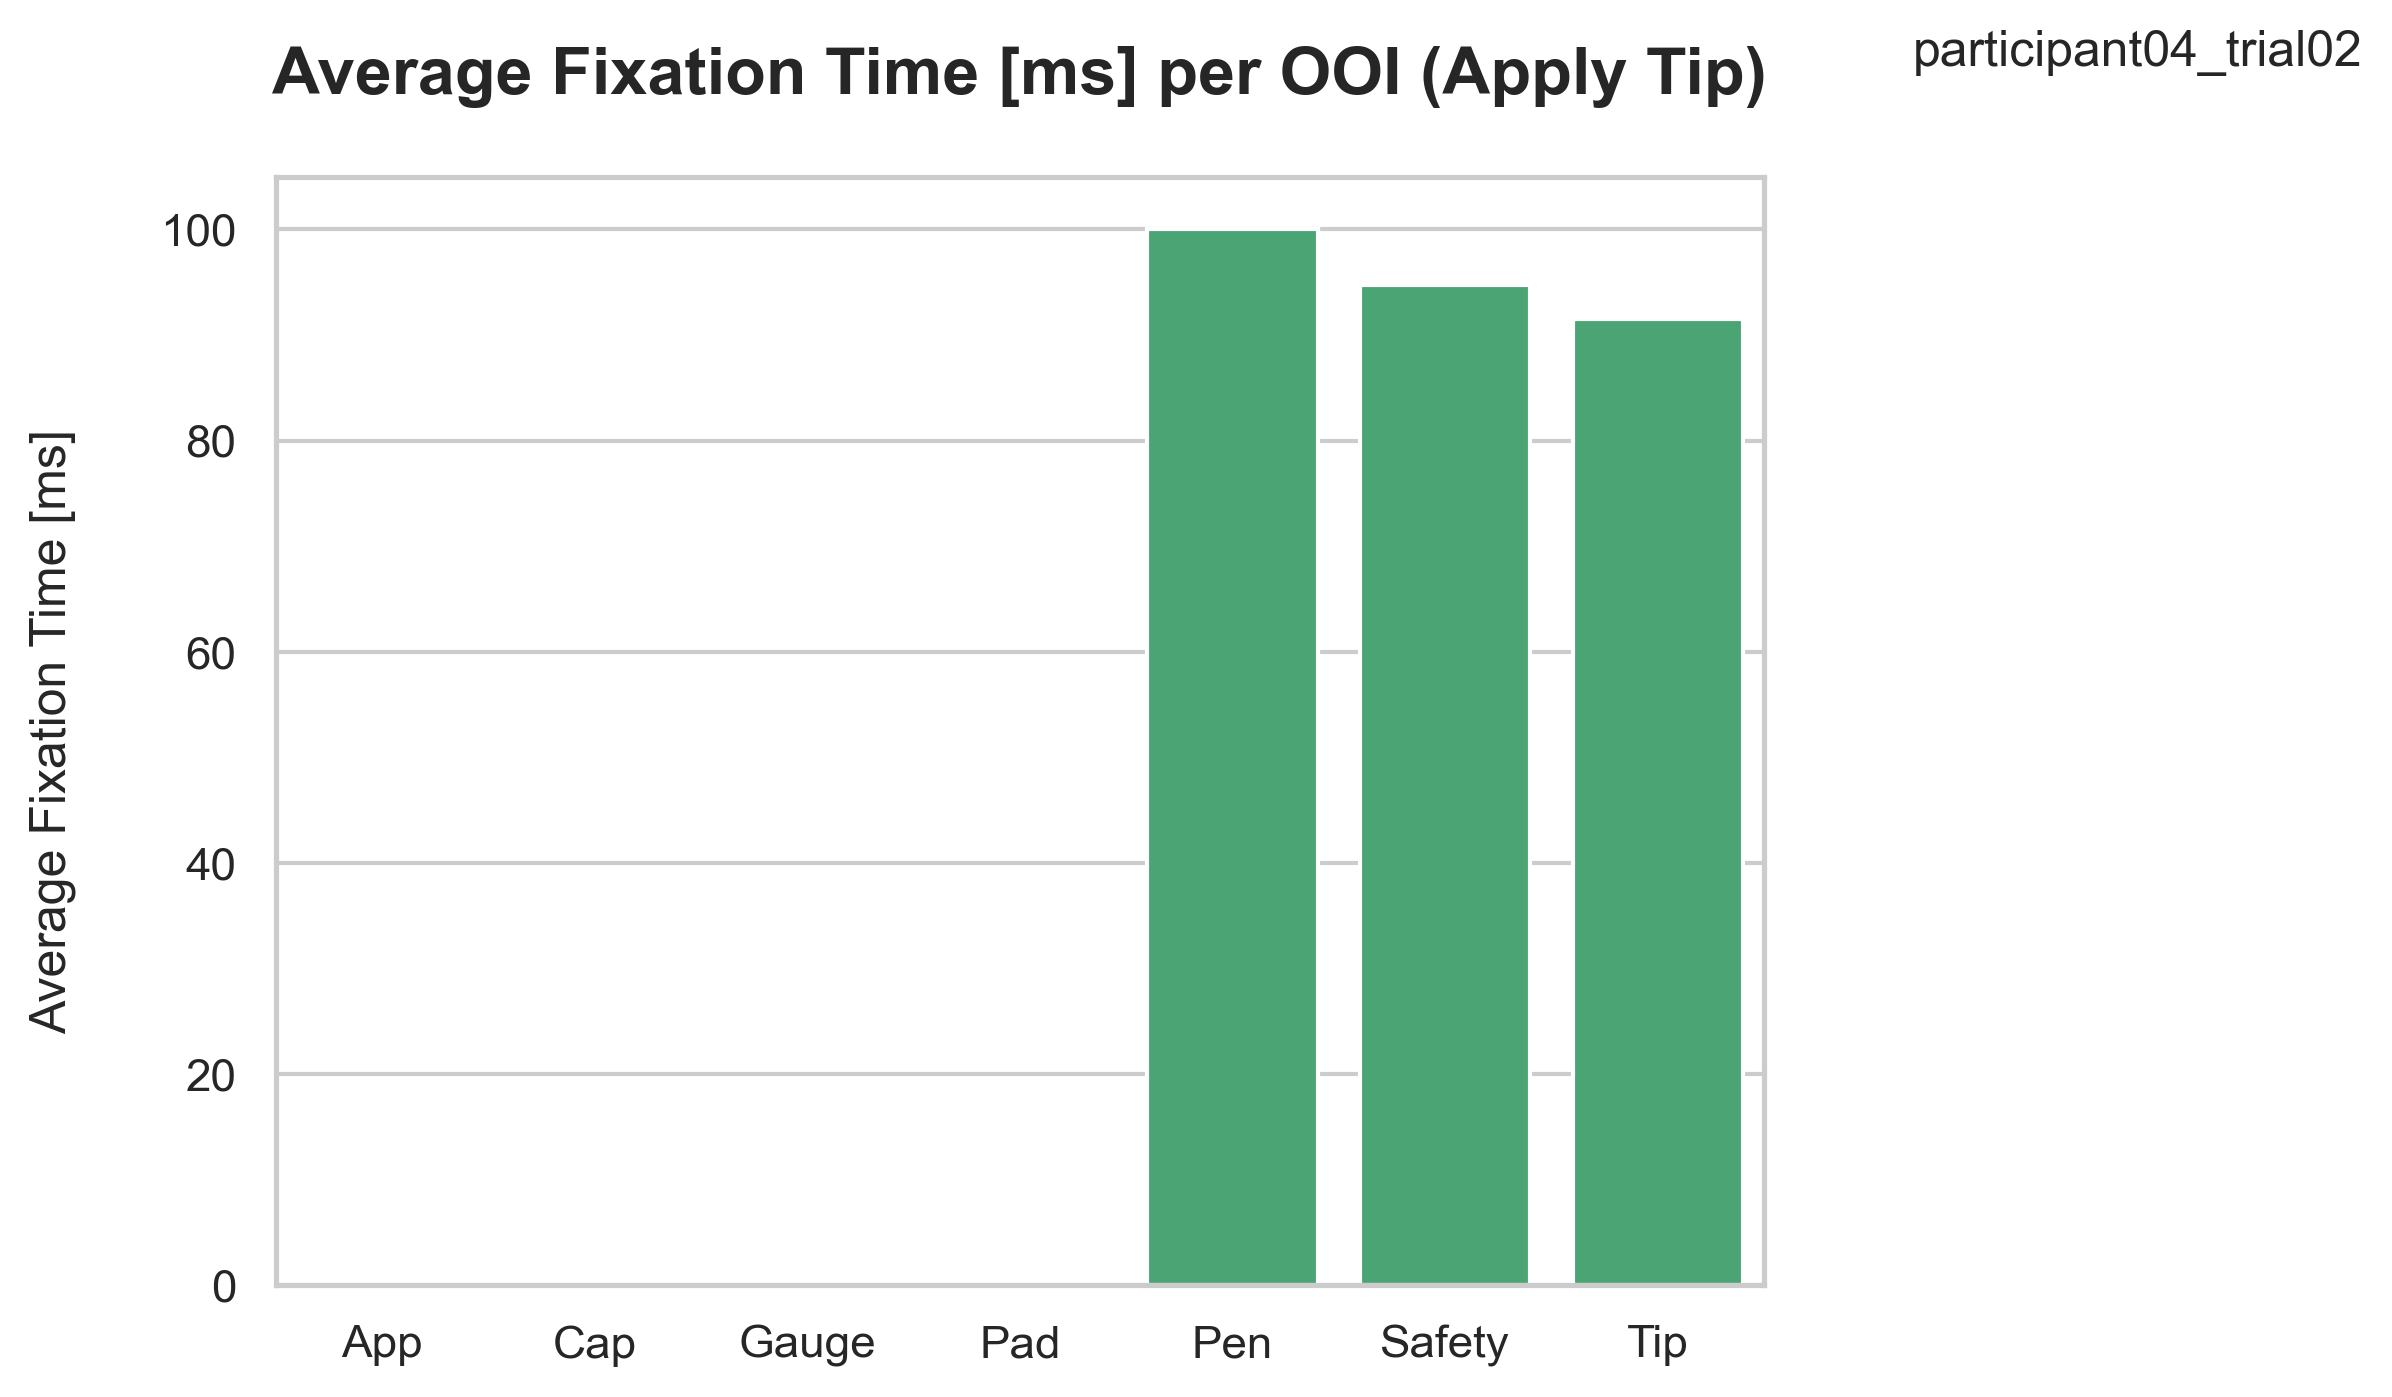 participant04_trial02
Average Fixation Time [ms] per OOI (Apply Tip)
Average Fixation Time [ms]
100
80
60
40
20
0
App Cap Gauge Pad Pen Safety Tip